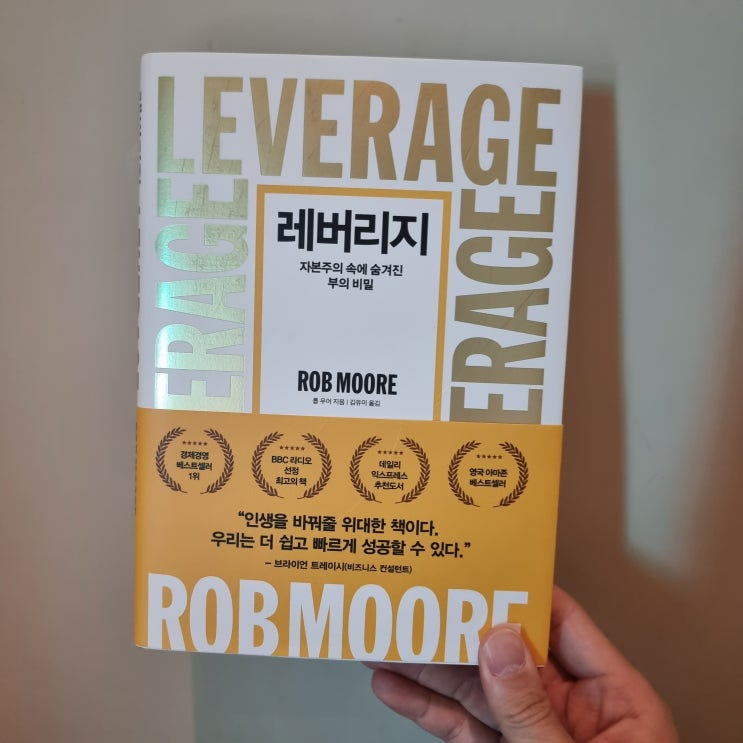 LEVERAGE
ERAGE
ERAGE
레버리지
자본주의 속에 숨겨진
부의 비밀
ROB MOORE
롭 무어 지음 / 김유미 옮김
경제경영
베스트셀러
1위
BBC 라디오
선정
최고의 책
데일리
익스프레스
추천도서
영국 아마존
베스트셀러
“인생을 바꿔줄 위대한 책이다.
우리는 더 쉽고 빠르게 성공할 수 있다.”
– 브라이언 트레이시(비즈니스 컨설턴트)
ROB MOORE